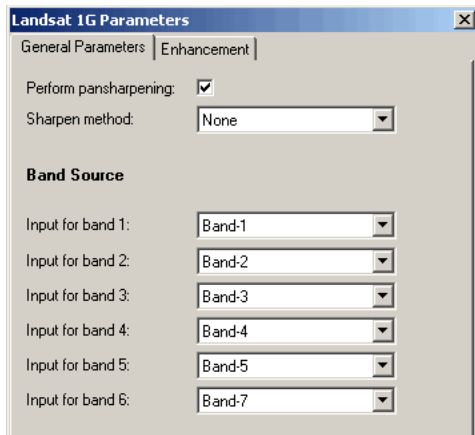 Landsat 1G Parameters
General Parameters Enhancement
Perform pansharpening:
Sharpen method: None
Band Source
Input for band 1: Band-1
Input for band 2: Band-2
Input for band 3: Band-3
Input for band 4: Band-4
Input for band 5: Band-5
Input for band 6: Band-7